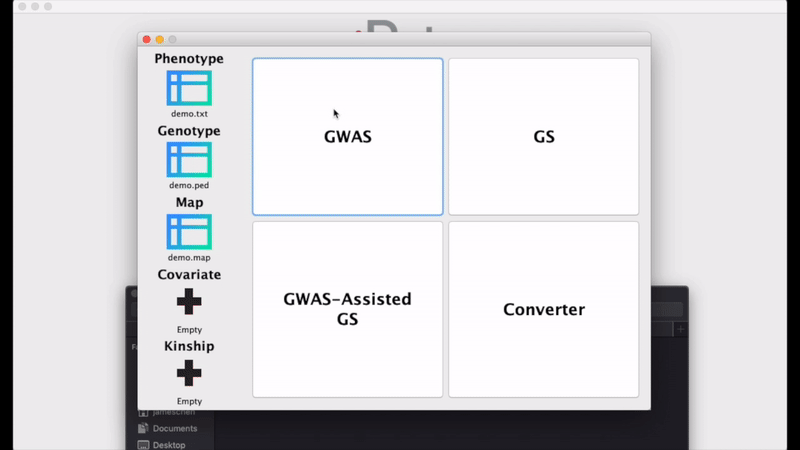 Phenotype
demo.txt
Genotype
demo.ped
Map
demo.map
Covariate
Empty
Kinship
Empty
GWAS
GS
GWAS-Assisted
GS
Converter
jameschen
Documents
Desktop